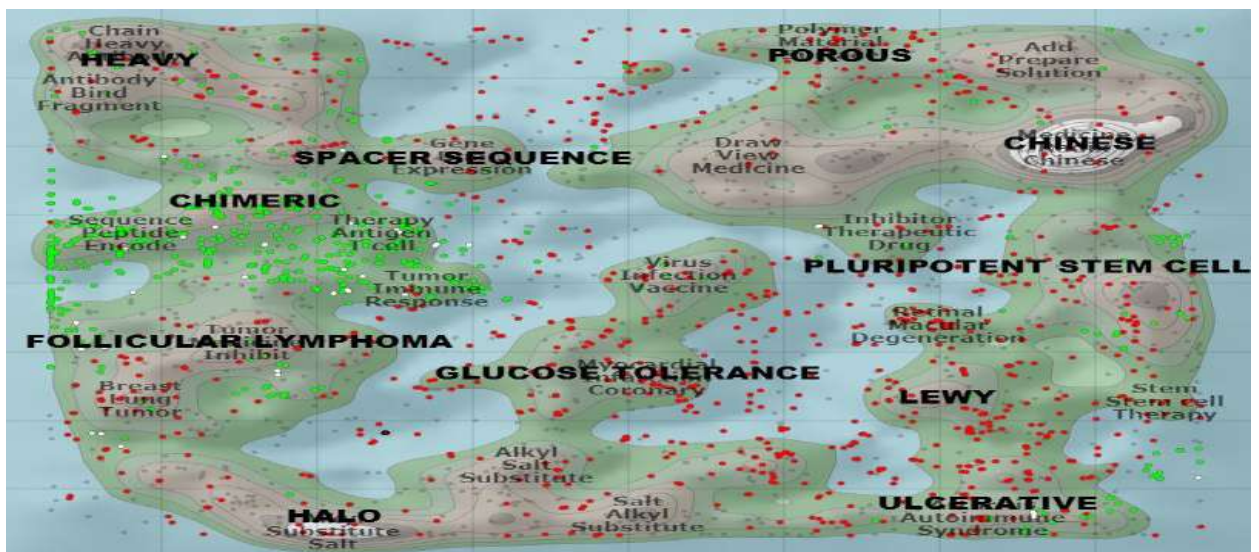 Chain
Heavy
HEAVY
Antibody
Bind
Fragment
Polymer
Material
POROUS
Add
Prepare
Solution
Gene
SPACER SEQUENCE
Expression
Draw
View
Medicine
Medicine
CHINESE
Chinese
CHIMERIC
Sequence
Peptide
Encode
Therapy
Antigen
T cell
Inhibitor
Therapeutic
Drug
Tumor
Immune
Response
Virus
Infection
Vaccine
PLURIPOTENT STEM CELL
Retinal
Macular
Degeneration
Tumor
FOLLICULAR LYMPHOMA
Inhibit
Myocardial
GLUCOSE TOLERANCE
Coronary
Breast
Lung
Tumor
LEWY
Stem
Stem cell
Therapy
Alkyl
Salt
Substitute
Salt
Alkyl
Substitute
HALO
Substitute
Salt
ULCERATIVE
Autoimmune
Syndrome